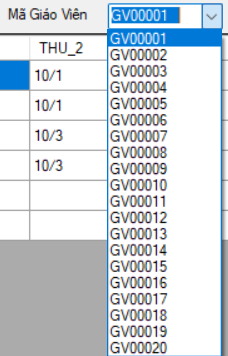 Mã Giáo Viên GV00001
THU_2
10/1
10/1
10/3
10/3
GV00001
GV00002
GV00003
GV00004
GV00005
GV00006
GV00007
GV00008
GV00009
GV00010
GV00011
GV00012
GV00013
GV00014
GV00015
GV00016
GV00017
GV00018
GV00019
GV00020